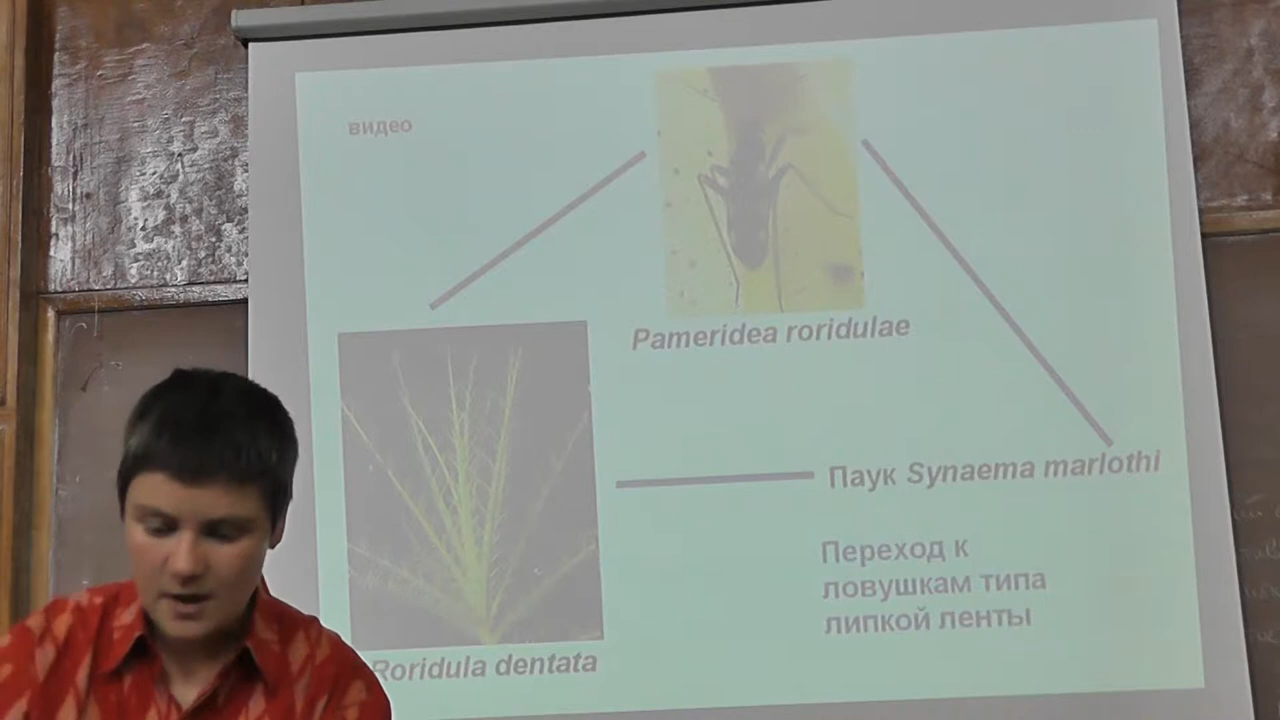 видео
Pameridea roridulae
Паук Synaema marlothi
Переход к
ловушкам типа
липкой ленты
Roridula dentata